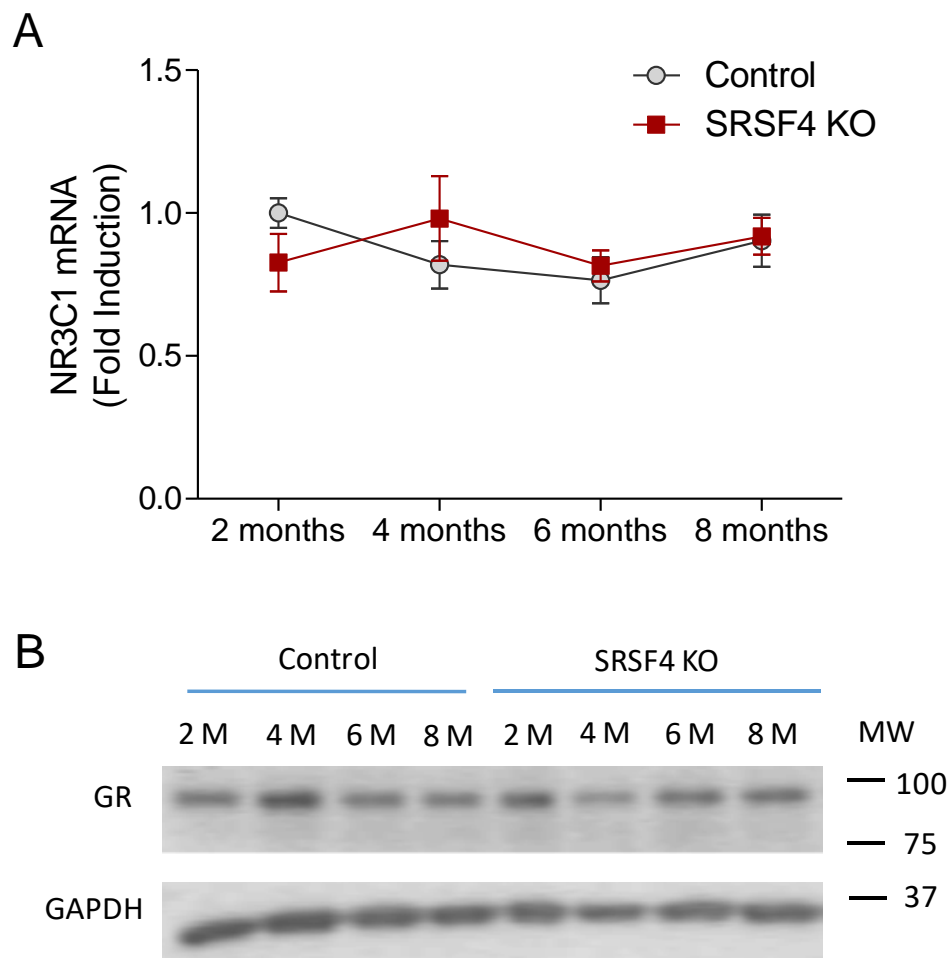 A
1.5
1.0
0.5
0.0
NR3C1 mRNA
(Fold Induction)
Control
SRSF4 KO
2 months 4 months 6 months 8 months
B
Control SRSF4 KO
2 M 4 M 6 M 8 M 2 M 4 M 6 M 8 M MW
GR 100
75
GAPDH 37